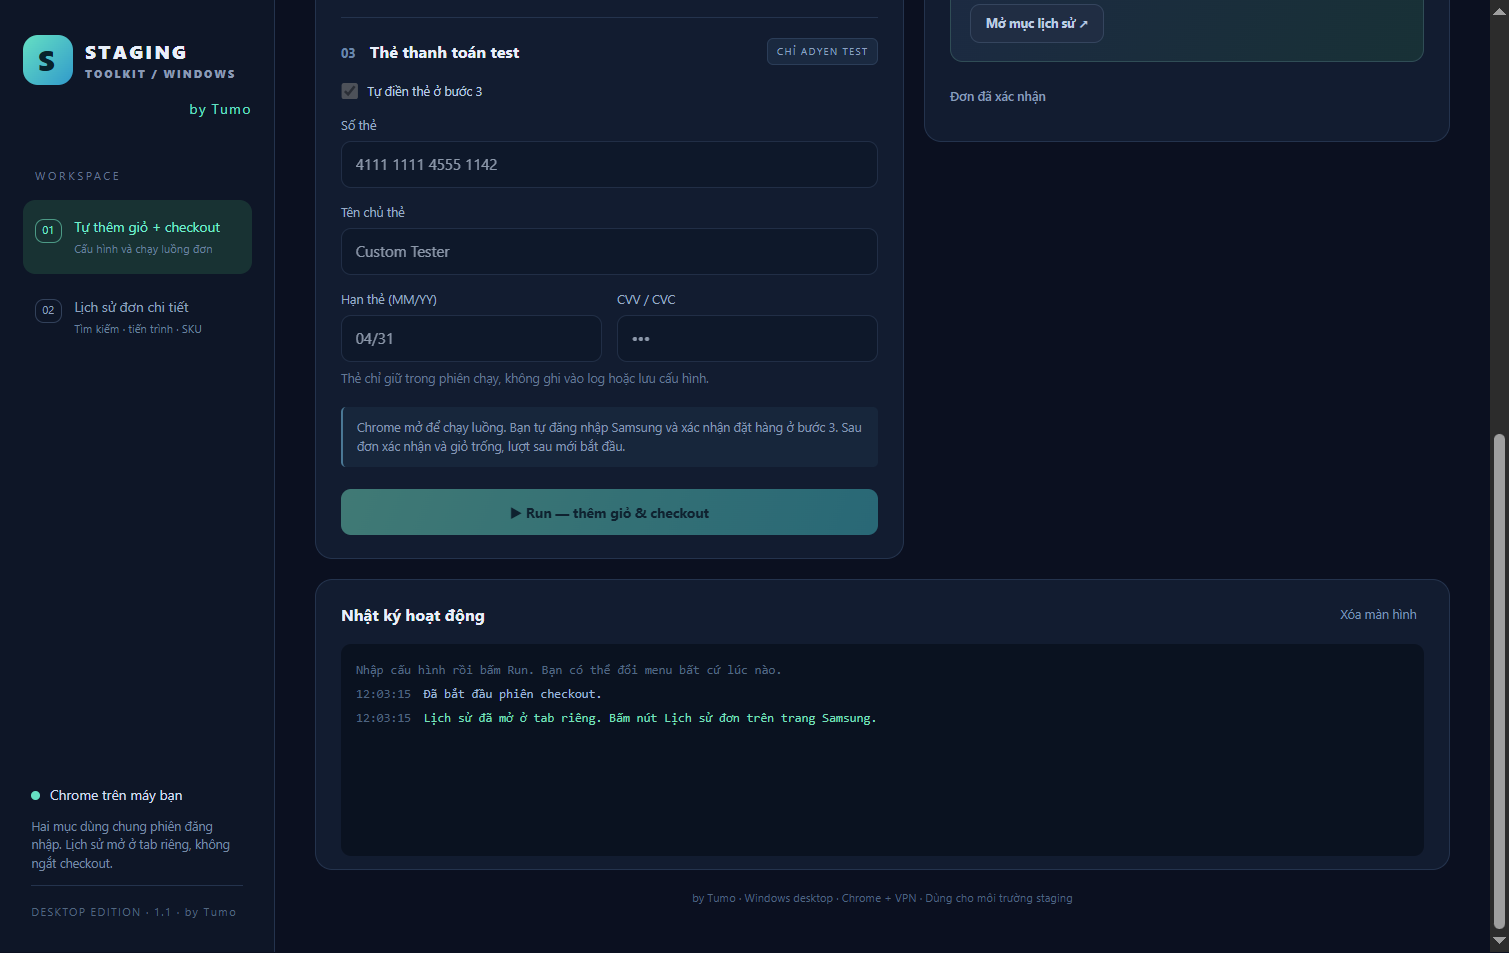 S
STAGING
TOOLKIT / WINDOWS
by Tumo
WORKSPACE
01
Tự thêm giỏ + checkout
Cấu hình và chạy luồng đơn
02
Lịch sử đơn chi tiết
Tìm kiếm · tiến trình · SKU
Chrome trên máy bạn
Hai mục dùng chung phiên đăng
nhập. Lịch sử mở ở tab riêng, không
ngắt checkout.
DESKTOP EDITION · 1.1 · by Tumo
03 Thẻ thanh toán test
CHỈ ADYEN TEST
Tự điền thẻ ở bước 3
Số thẻ
4111 1111 4555 1142
Tên chủ thẻ
Custom Tester
Hạn thẻ (MM/YY)
CVV / CVC
04/31
•••
Thẻ chỉ giữ trong phiên chạy, không ghi vào log hoặc lưu cấu hình.
Chrome mở để chạy luồng. Bạn tự đăng nhập Samsung và xác nhận đặt hàng ở bước 3. Sau
đơn xác nhận và giỏ trống, lượt sau mới bắt đầu.
▶ Run — thêm giỏ & checkout
Mở mục lịch sử ↗
Đơn đã xác nhận
Nhật ký hoạt động
Xóa màn hình
Nhập cấu hình rồi bấm Run. Bạn có thể đổi menu bất cứ lúc nào.
12:03:15 Đã bắt đầu phiên checkout.
12:03:15 Lịch sử đã mở ở tab riêng. Bấm nút Lịch sử đơn trên trang Samsung.
by Tumo · Windows desktop · Chrome + VPN · Dùng cho môi trường staging